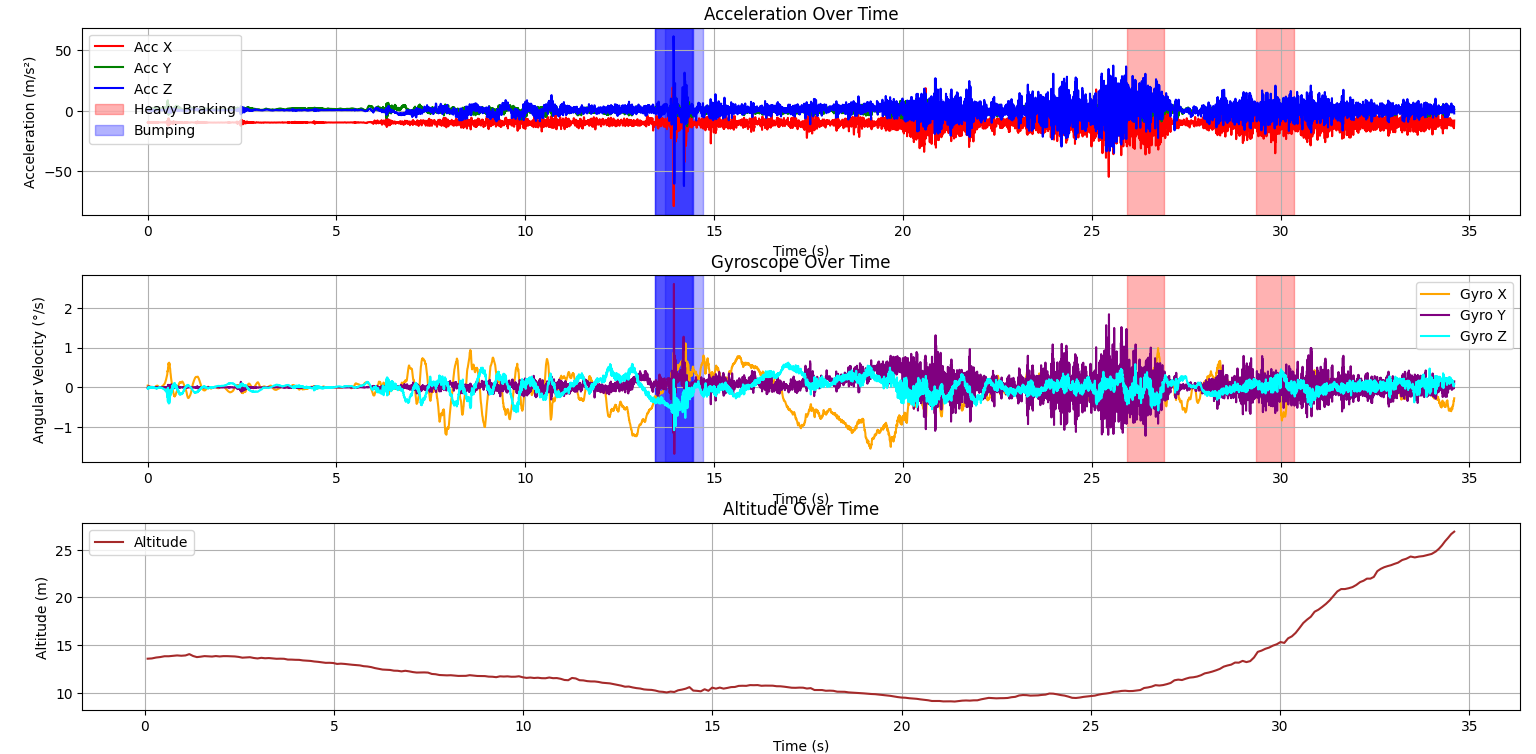 Acceleration Over Time
Acceleration (m/s²)
50
0
−50
Acc X
Acc Y
Acc Z
Heavy Braking
Bumping
0 5 10 15 20 25 30 35
Time (s)
Gyroscope Over Time
Angular Velocity (°/s)
2
1
0
−1
Gyro X
Gyro Y
Gyro Z
0 5 10 15 20 25 30 35
Time (s)
Altitude Over Time
Altitude (m)
25
20
15
10
Altitude
0 5 10 15 20 25 30 35
Time (s)